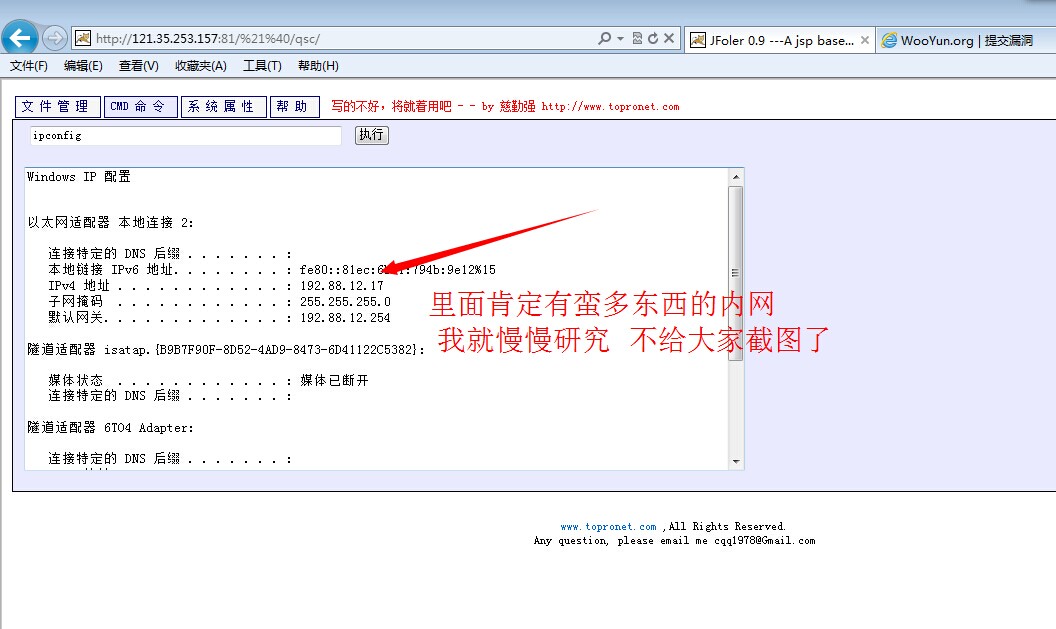 http://121.35.253.157:81/%21%40/qsc/
JFoler 0.9 ---A jsp base...
WooYun.org | 提交漏洞
文件(F) 编辑(E) 查看(V) 收藏夹(A) 工具(T) 帮助(H)
文件管理 CMD命令 系统属性 帮助 写的不好，将就着用吧 - - by 慈勤强 http://www.topronet.com
ipconfig 执行
Windows IP 配置
以太网适配器 本地连接 2:
连接特定的 DNS 后缀 . . . . . . . :
本地链接 IPv6 地址. . . . . . . . : fe80::81ec: :794b:9e12%15
IPv4 地址 . . . . . . . . . . . . : 192.88.12.17
子网掩码 . . . . . . . . . . . . : 255.255.255.0
默认网关. . . . . . . . . . . . . : 192.88.12.254
里面肯定有蛮多东西的内网
我就慢慢研究 不给大家截图了
隧道适配器 isatap.{B9B7F90F-8D52-4AD9-8473-6D41122C5382}:
媒体状态 . . . . . . . . . . . . : 媒体已断开
连接特定的 DNS 后缀 . . . . . . . :
隧道适配器 6TO4 Adapter:
连接特定的 DNS 后缀 . . . . . . . :
www.topronet.com ,All Rights Reserved.
Any question, please email me cqq1978@Gmail.com